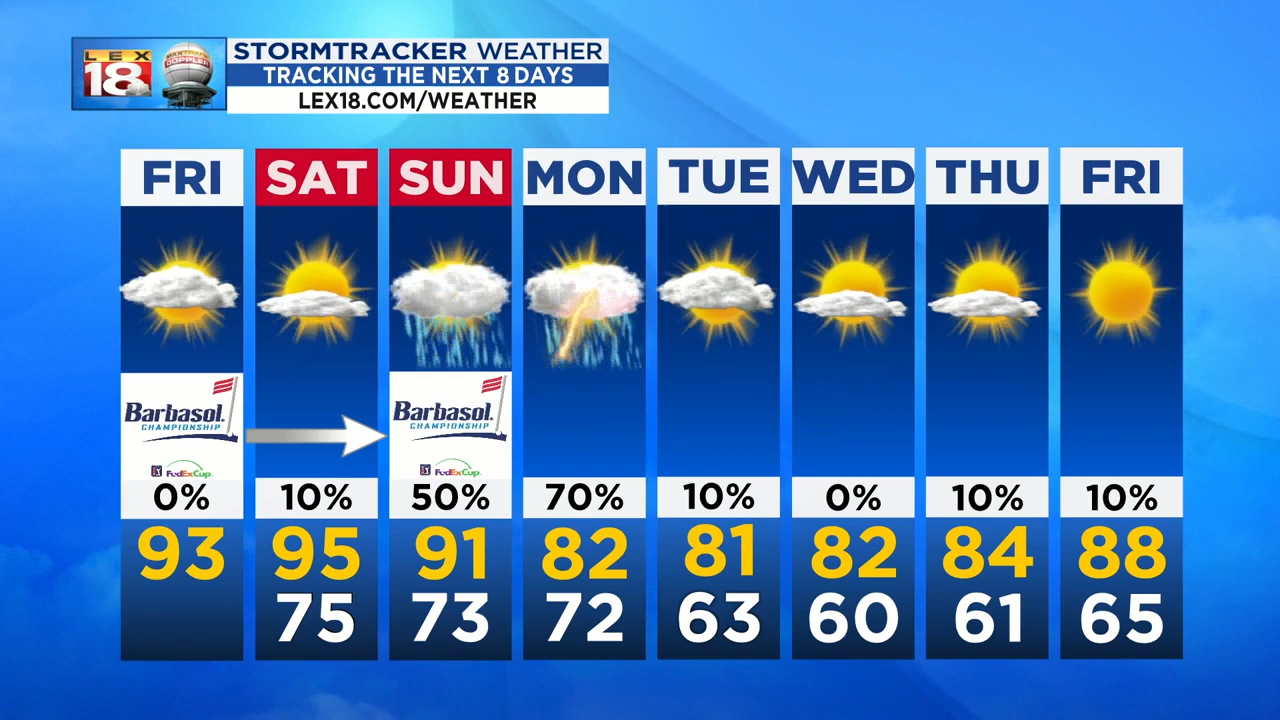 LEX
18
MAXTRACK
DOPPLER
STORMTRACKER WEATHER
TRACKING THE NEXT 8 DAYS
LEX18.COM/WEATHER
FRI SAT SUN MON TUE WED THU FRI
Barbasol. Barbasol.
CHAMPIONSHIP CHAMPIONSHIP
FedExCup. FedExCup.
0% 10% 50% 70% 10% 0% 10% 10%
93 95 91 82 81 82 84 88
75 73 72 63 60 61 65